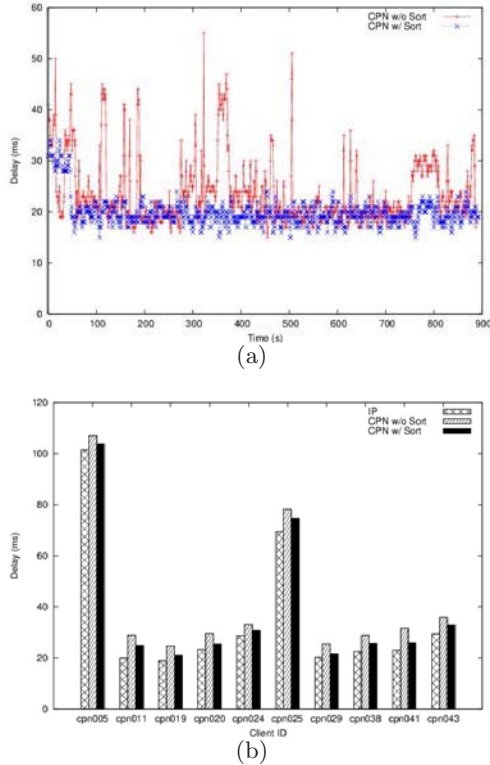 60
50
40
30
20
10
0
Delay (ms)
CPN w/o Sort
CPN w/ Sort
0 100 200 300 400 500 600 700 800 900
Time (s)
(a)
120
100
80
60
40
20
0
Delay (ms)
IP
CPN w/o Sort
CPN w/ Sort
cpn005 cpn011 cpn019 cpn020 cpn024 cpn025 cpn029 cpn038 cpn041 cpn043
Client ID
(b)